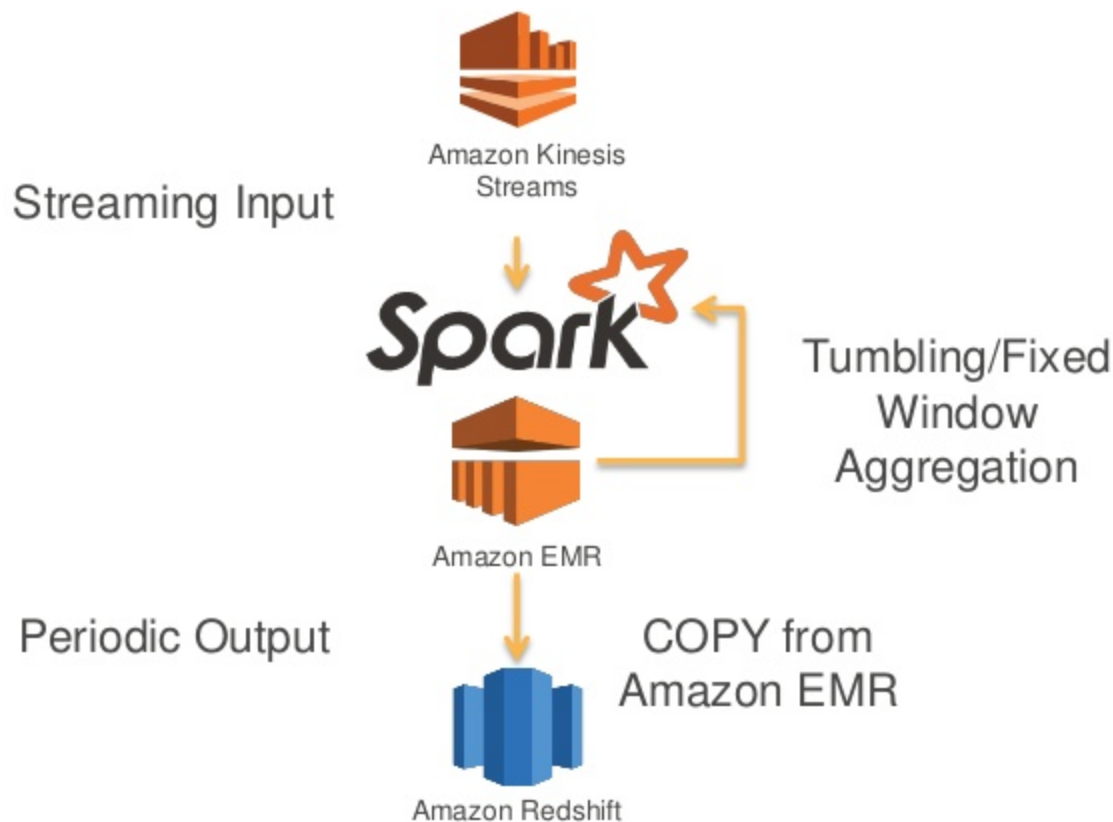 Amazon Kinesis
Streams
Streaming Input
Spark
Tumbling/Fixed
Window
Aggregation
Amazon EMR
Periodic Output
COPY from
Amazon EMR
Amazon Redshift